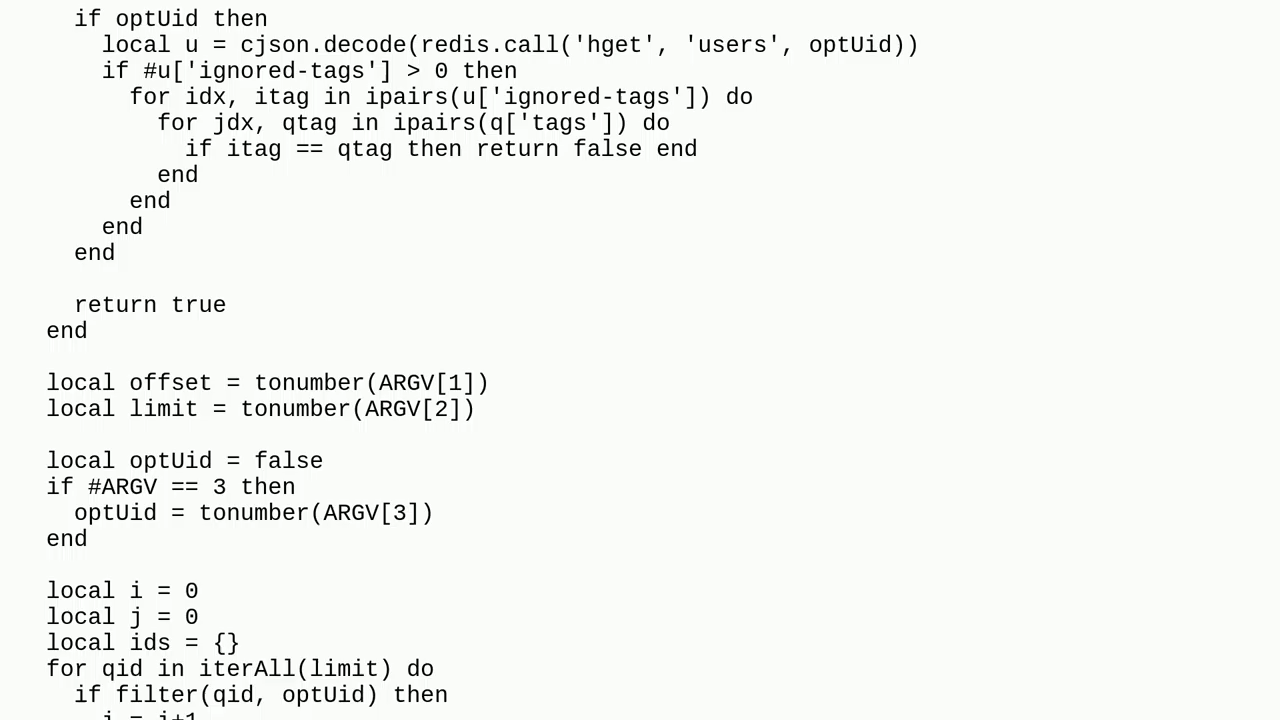 if optUid then
local u = cjson.decode(redis.call('hget', 'users', optUid))
if #u['ignored-tags'] > 0 then
for idx, itag in ipairs(u['ignored-tags']) do
for jdx, qtag in ipairs(q['tags']) do
if itag == qtag then return false end
end
end
end
end
return true
end
local offset = tonumber(ARGV[1])
local limit = tonumber(ARGV[2])
local optUid = false
if #ARGV == 3 then
optUid = tonumber(ARGV[3])
end
local i = 0
local j = 0
local ids = {}
for qid in iterAll(limit) do
if filter(qid, optUid) then